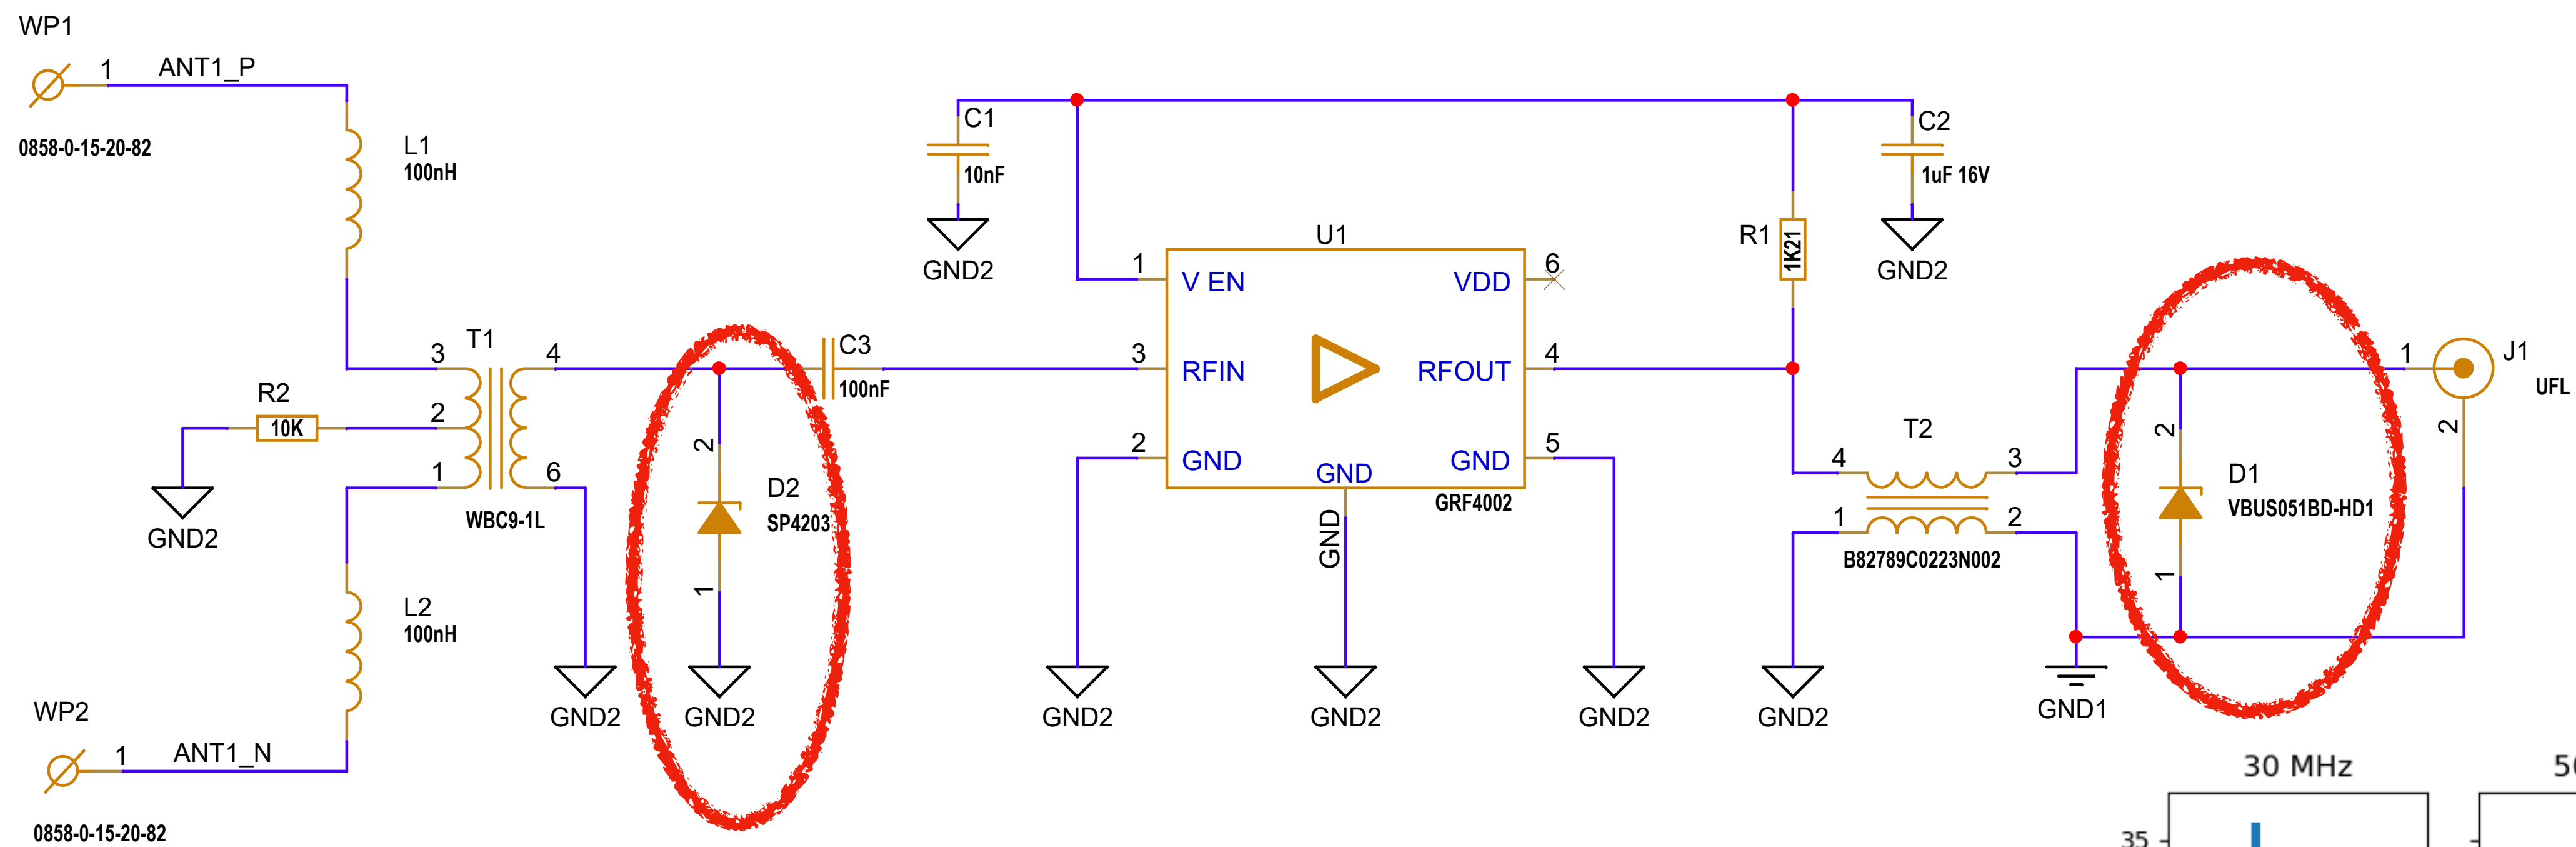 WP1
1 ANT1_P
0858-0-15-20-82
L1
100nH
C1
10nF
GND2
C2
1uF 16V
GND2
R1
1K21
U1
1 V EN
VDD 6
3 RFIN
RFOUT 4
2 GND
GND
GND 5
GRF4002
GND
T1
3
4
2
1
6
WBC9-1L
R2
10K
GND2
C3
100nF
2
D2
SP4203
1
L2
100nH
WP2
1 ANT1_N
0858-0-15-20-82
GND2
GND2
GND2
GND2
GND2
GND2
T2
4
3
1
2
B82789C0223N002
1
J1
UFL
2
2
D1
VBUS051BD-HD1
1
GND1
30 MHz
35